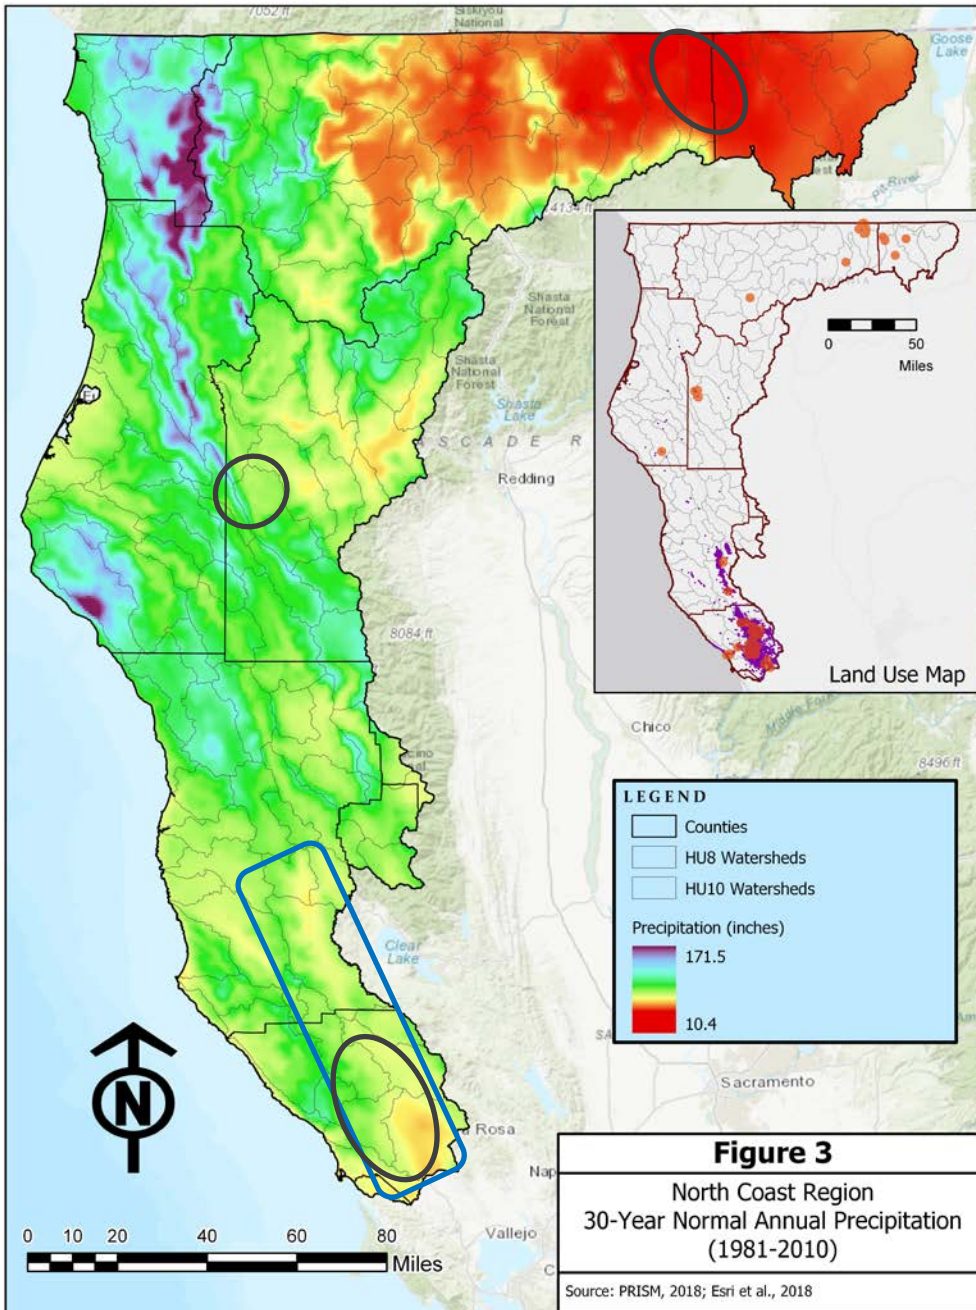 7052 ft
Siskiyou
National
Goose
Lake
Pit River
14134 ft
Shasta
National
Forest
Shasta
National
Forest
Shasta
Lake
CASCADE R
Redding
Eu
0 50
Miles
Land Use Map
8084 ft
Chico
8496 ft
Clear
Lake
LEGEND
Counties
HU8 Watersheds
HU10 Watersheds
Precipitation (inches)
171.5
10.4
N
Sacramento
a Rosa
Nap
Vallejo
Figure 3
North Coast Region
30-Year Normal Annual Precipitation
(1981-2010)
Source: PRISM, 2018; Esri et al., 2018
0 10 20 40 60 80
Miles